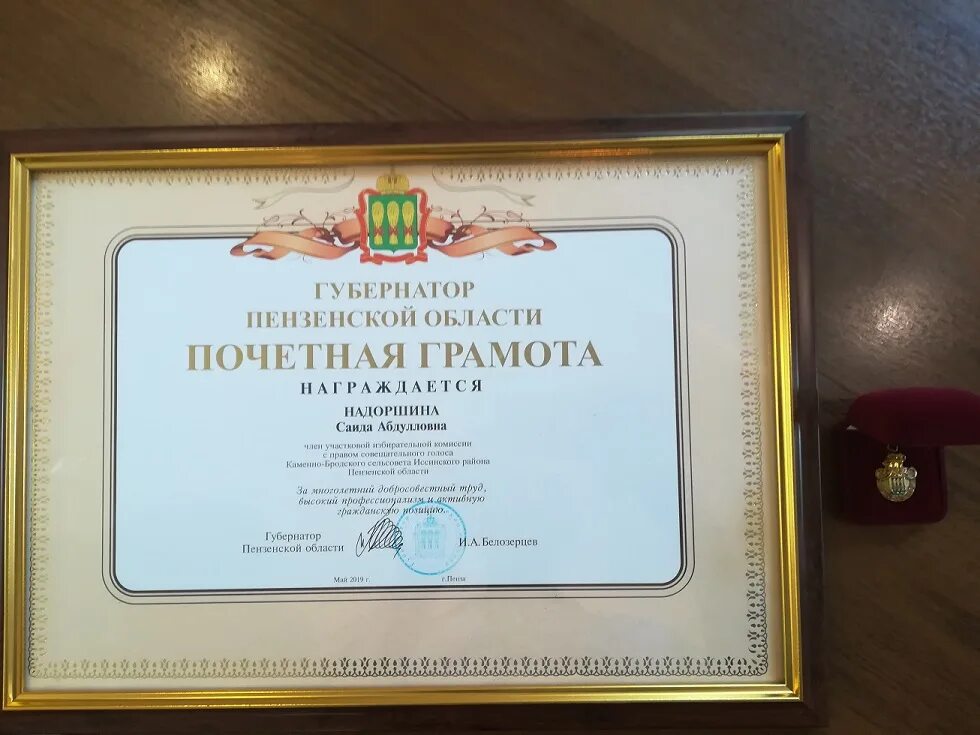 ГУБЕРНАТОР
ПЕНЗЕНСКОЙ ОБЛАСТИ
ПОЧЕТНАЯ ГРАМОТА
НАГРАЖДАЕТСЯ
НАДОРШИНА
Саида Абдулловна
член участковой избирательной комиссии
с правом совещательного голоса
Каменно-Бродского сельсовета Иссинского района
Пензенской области
За многолетний добросовестный труд,
высокий профессионализм и активную
гражданскую позицию.
Губернатор
Пензенской области
И.А.Белозерцев
Май 2019 г.
г.Пенза